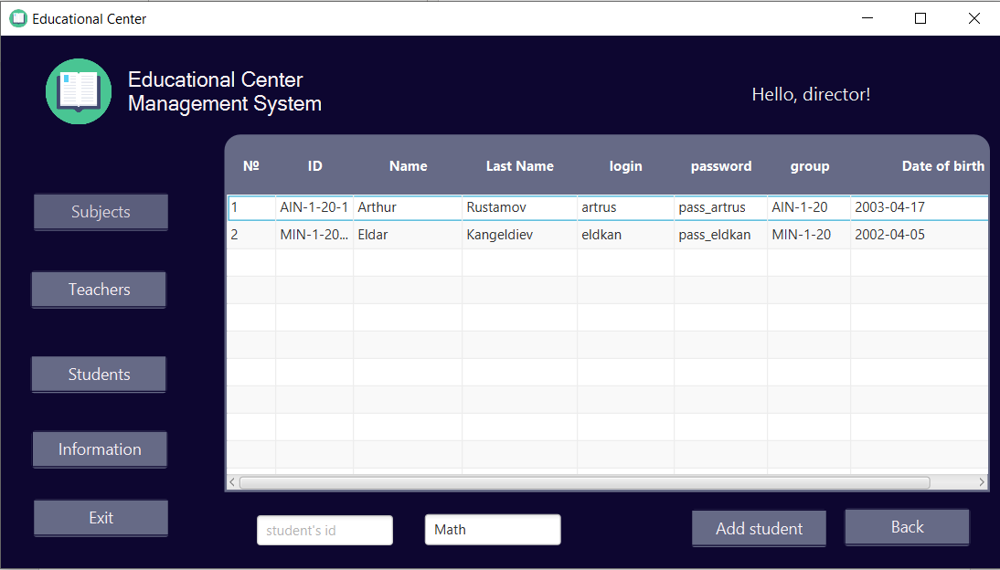 Educational Center
Educational Center
Management System
Hello, director!
№ ID Name Last Name login password group Date of birth
1 AIN-1-20-1 Arthur Rustamov artrus pass_artrus AIN-1-20 2003-04-17
2 MIN-1-20... Eldar Kangeldiev eldkan pass_eldkan MIN-1-20 2002-04-05
Subjects
Teachers
Students
Information
Exit
student's id
Math
Add student
Back